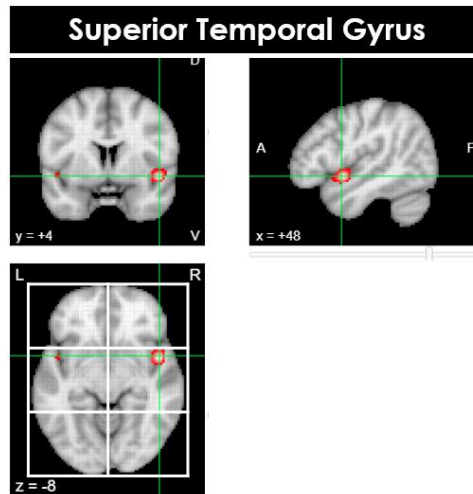 Superior Temporal Gyrus
D
y = +4
V
A
P
x = +48
L
R
z = -8